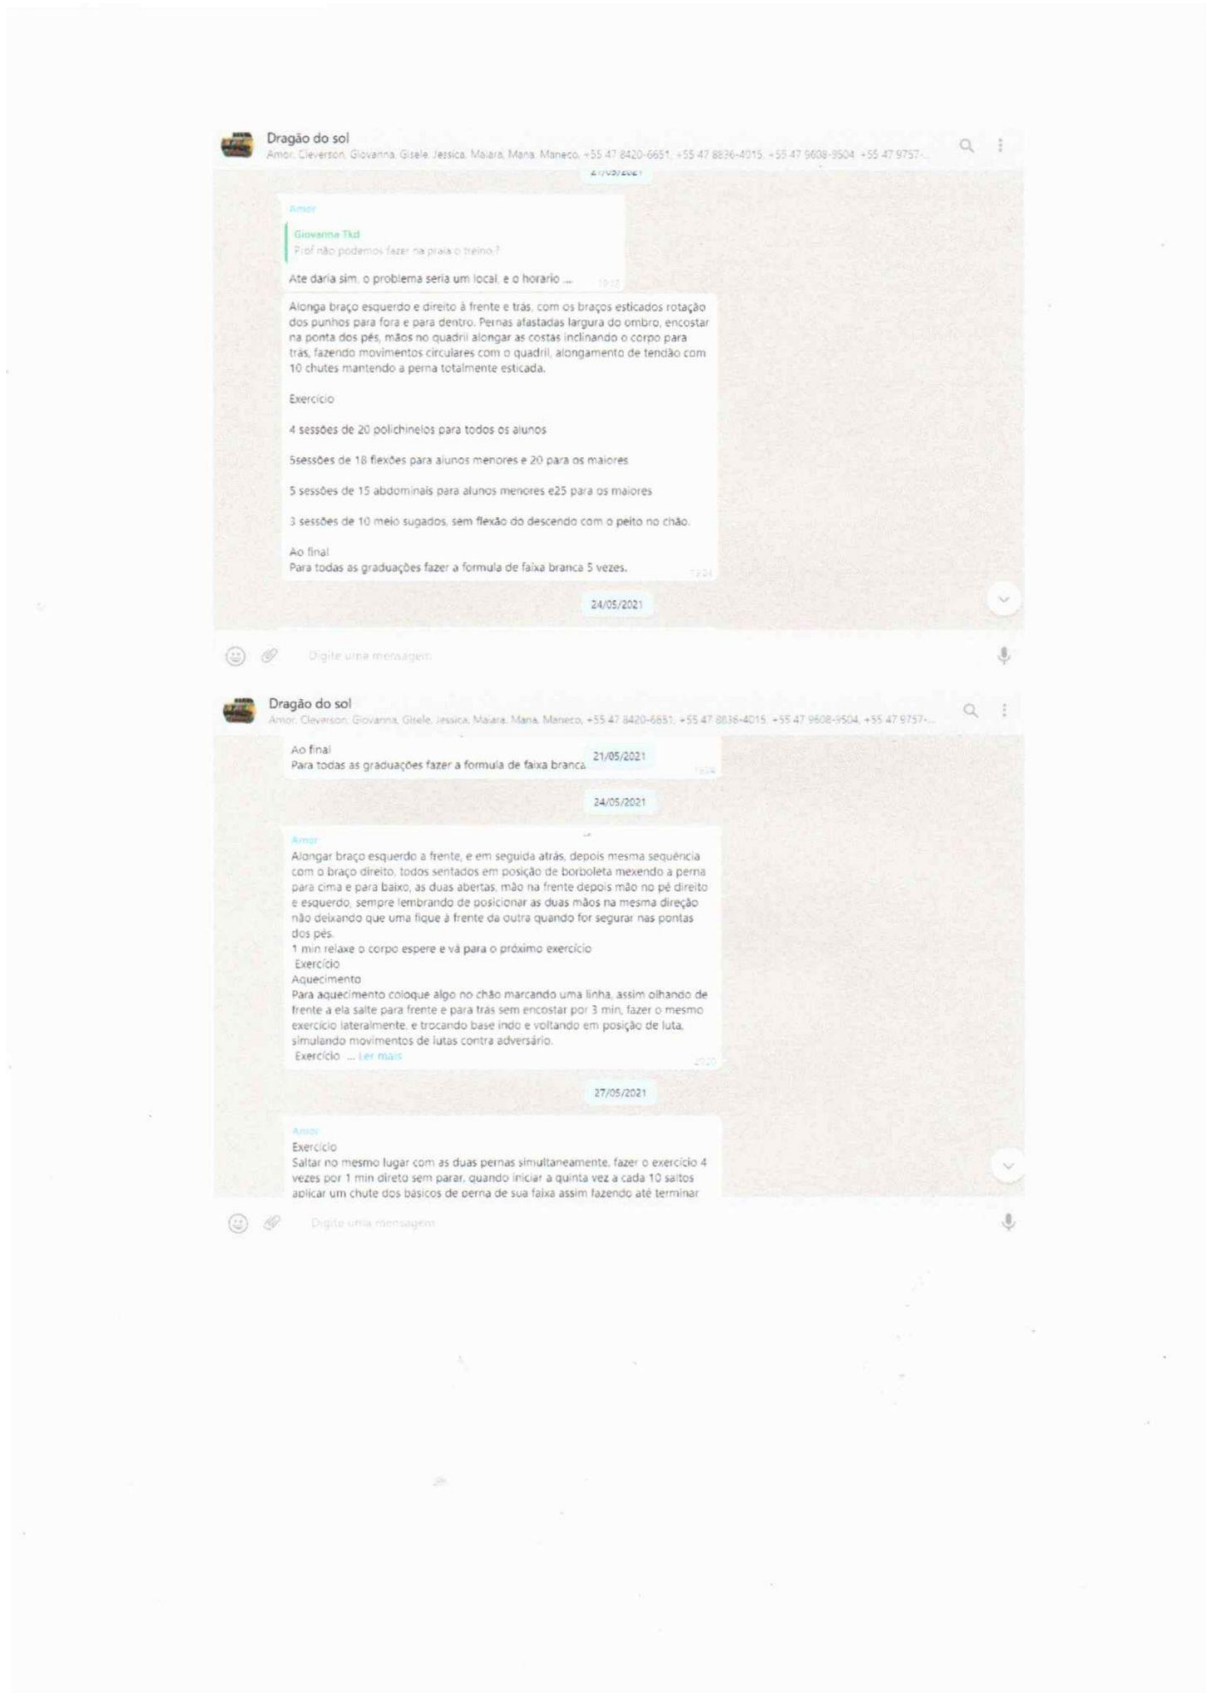 Dragão do sol
Amor, Cleverson, Giovanna, Gisele, Jessica, Maiara, Mana, Maneco, +55 47 8420-6651, +55 47 8836-4015, +55 47 9608-9504, +55 47 9757-...
21/05/2021
Amor
Giovanna Tkd
Prof não podemos fazer na praia o treino ?
Ate daria sim, o problema seria um local, e o horario ...
Alonga braço esquerdo e direito à frente e trás, com os braços esticados rotação
dos punhos para fora e para dentro. Pernas afastadas largura do ombro, encostar
na ponta dos pés, mãos no quadril alongar as costas inclinando o corpo para
trás, fazendo movimentos circulares com o quadril, alongamento de tendão com
10 chutes mantendo a perna totalmente esticada.
Exercício
4 sessões de 20 polichinelos para todos os alunos
5sessões de 18 flexões para alunos menores e 20 para os maiores
5 sessões de 15 abdominais para alunos menores e25 para os maiores
3 sessões de 10 meio sugados, sem flexão do descendo com o peito no chão.
Ao final
Para todas as graduações fazer a formula de faixa branca 5 vezes.
24/05/2021
Digite uma mensagem
Dragão do sol
Amor, Cleverson, Giovanna, Gisele, Jessica, Maiara, Mana, Maneco, +55 47 8420-6651, +55 47 8836-4015, +55 47 9608-9504, +55 47 9757-...
Ao final
21/05/2021
Para todas as graduações fazer a formula de faixa branca
24/05/2021
Amor
Alongar braço esquerdo a frente, e em seguida atrás, depois mesma sequência
com o braço direito, todos sentados em posição de borboleta mexendo a perna
para cima e para baixo, as duas abertas, mão na frente depois mão no pé direito
e esquerdo, sempre lembrando de posicionar as duas mãos na mesma direção
não deixando que uma fique à frente da outra quando for segurar nas pontas
dos pés.
1 min relaxe o corpo espere e vá para o próximo exercício
Exercício
Aquecimento
Para aquecimento coloque algo no chão marcando uma linha, assim olhando de
frente a ela salte para frente e para trás sem encostar por 3 min, fazer o mesmo
exercício lateralmente, e trocando base indo e voltando em posição de luta,
simulando movimentos de lutas contra adversário.
Exercício ... Ler mais
27/05/2021
Amor
Exercício
Saltar no mesmo lugar com as duas pernas simultaneamente, fazer o exercício 4
vezes por 1 min direto sem parar, quando iniciar a quinta vez a cada 10 saltos
aplicar um chute dos básicos de perna de sua faixa assim fazendo até terminar
Digite uma mensagem